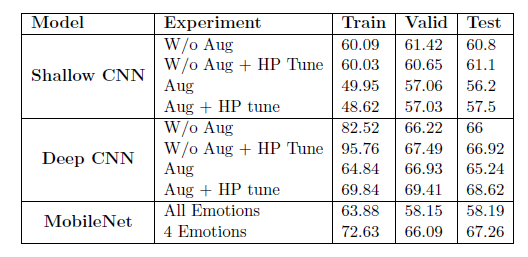 Model Experiment Train Valid Test
Shallow CNN
W/o Aug 60.09 61.42 60.8
W/o Aug + HP Tune 60.03 60.65 61.1
Aug 49.95 57.06 56.2
Aug + HP tune 48.62 57.03 57.5
Deep CNN
W/o Aug 82.52 66.22 66
W/o Aug + HP Tune 95.76 67.49 66.92
Aug 64.84 66.93 65.24
Aug + HP tune 69.84 69.41 68.62
MobileNet
All Emotions 63.88 58.15 58.19
4 Emotions 72.63 66.09 67.26